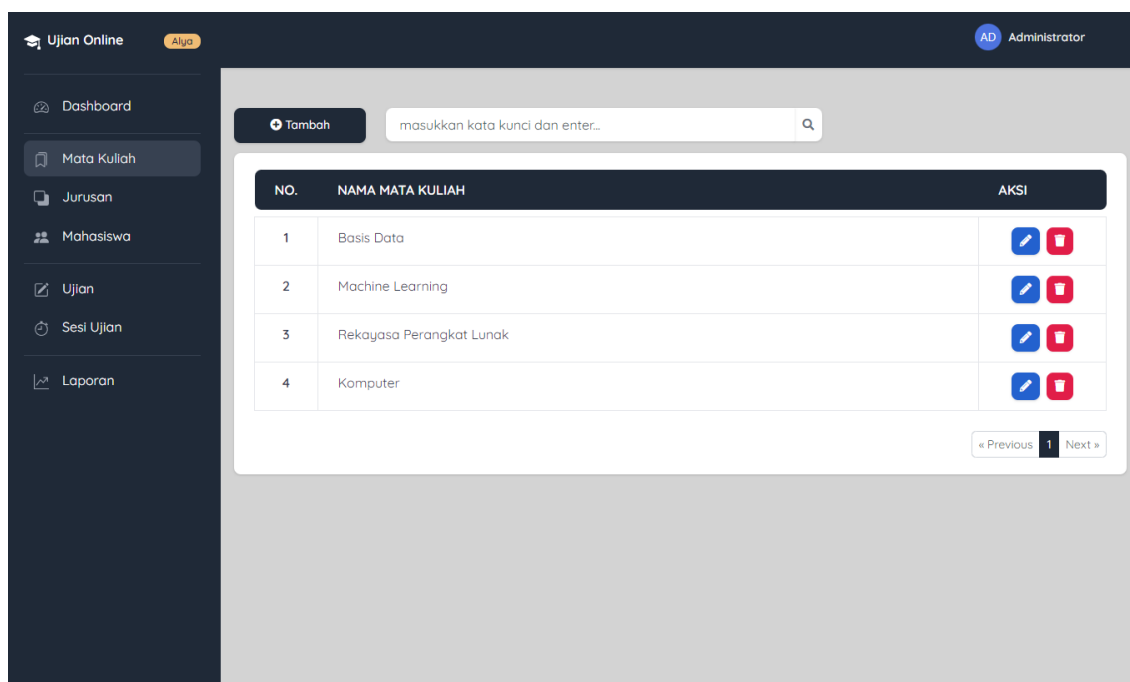 Ujian Online Alya
AD Administrator
Dashboard
Mata Kuliah
Jurusan
Mahasiswa
Ujian
Sesi Ujian
Laporan
Tambah
masukkan kata kunci dan enter...
NO. NAMA MATA KULIAH AKSI
1 Basis Data
2 Machine Learning
3 Rekayasa Perangkat Lunak
4 Komputer
« Previous 1 Next »